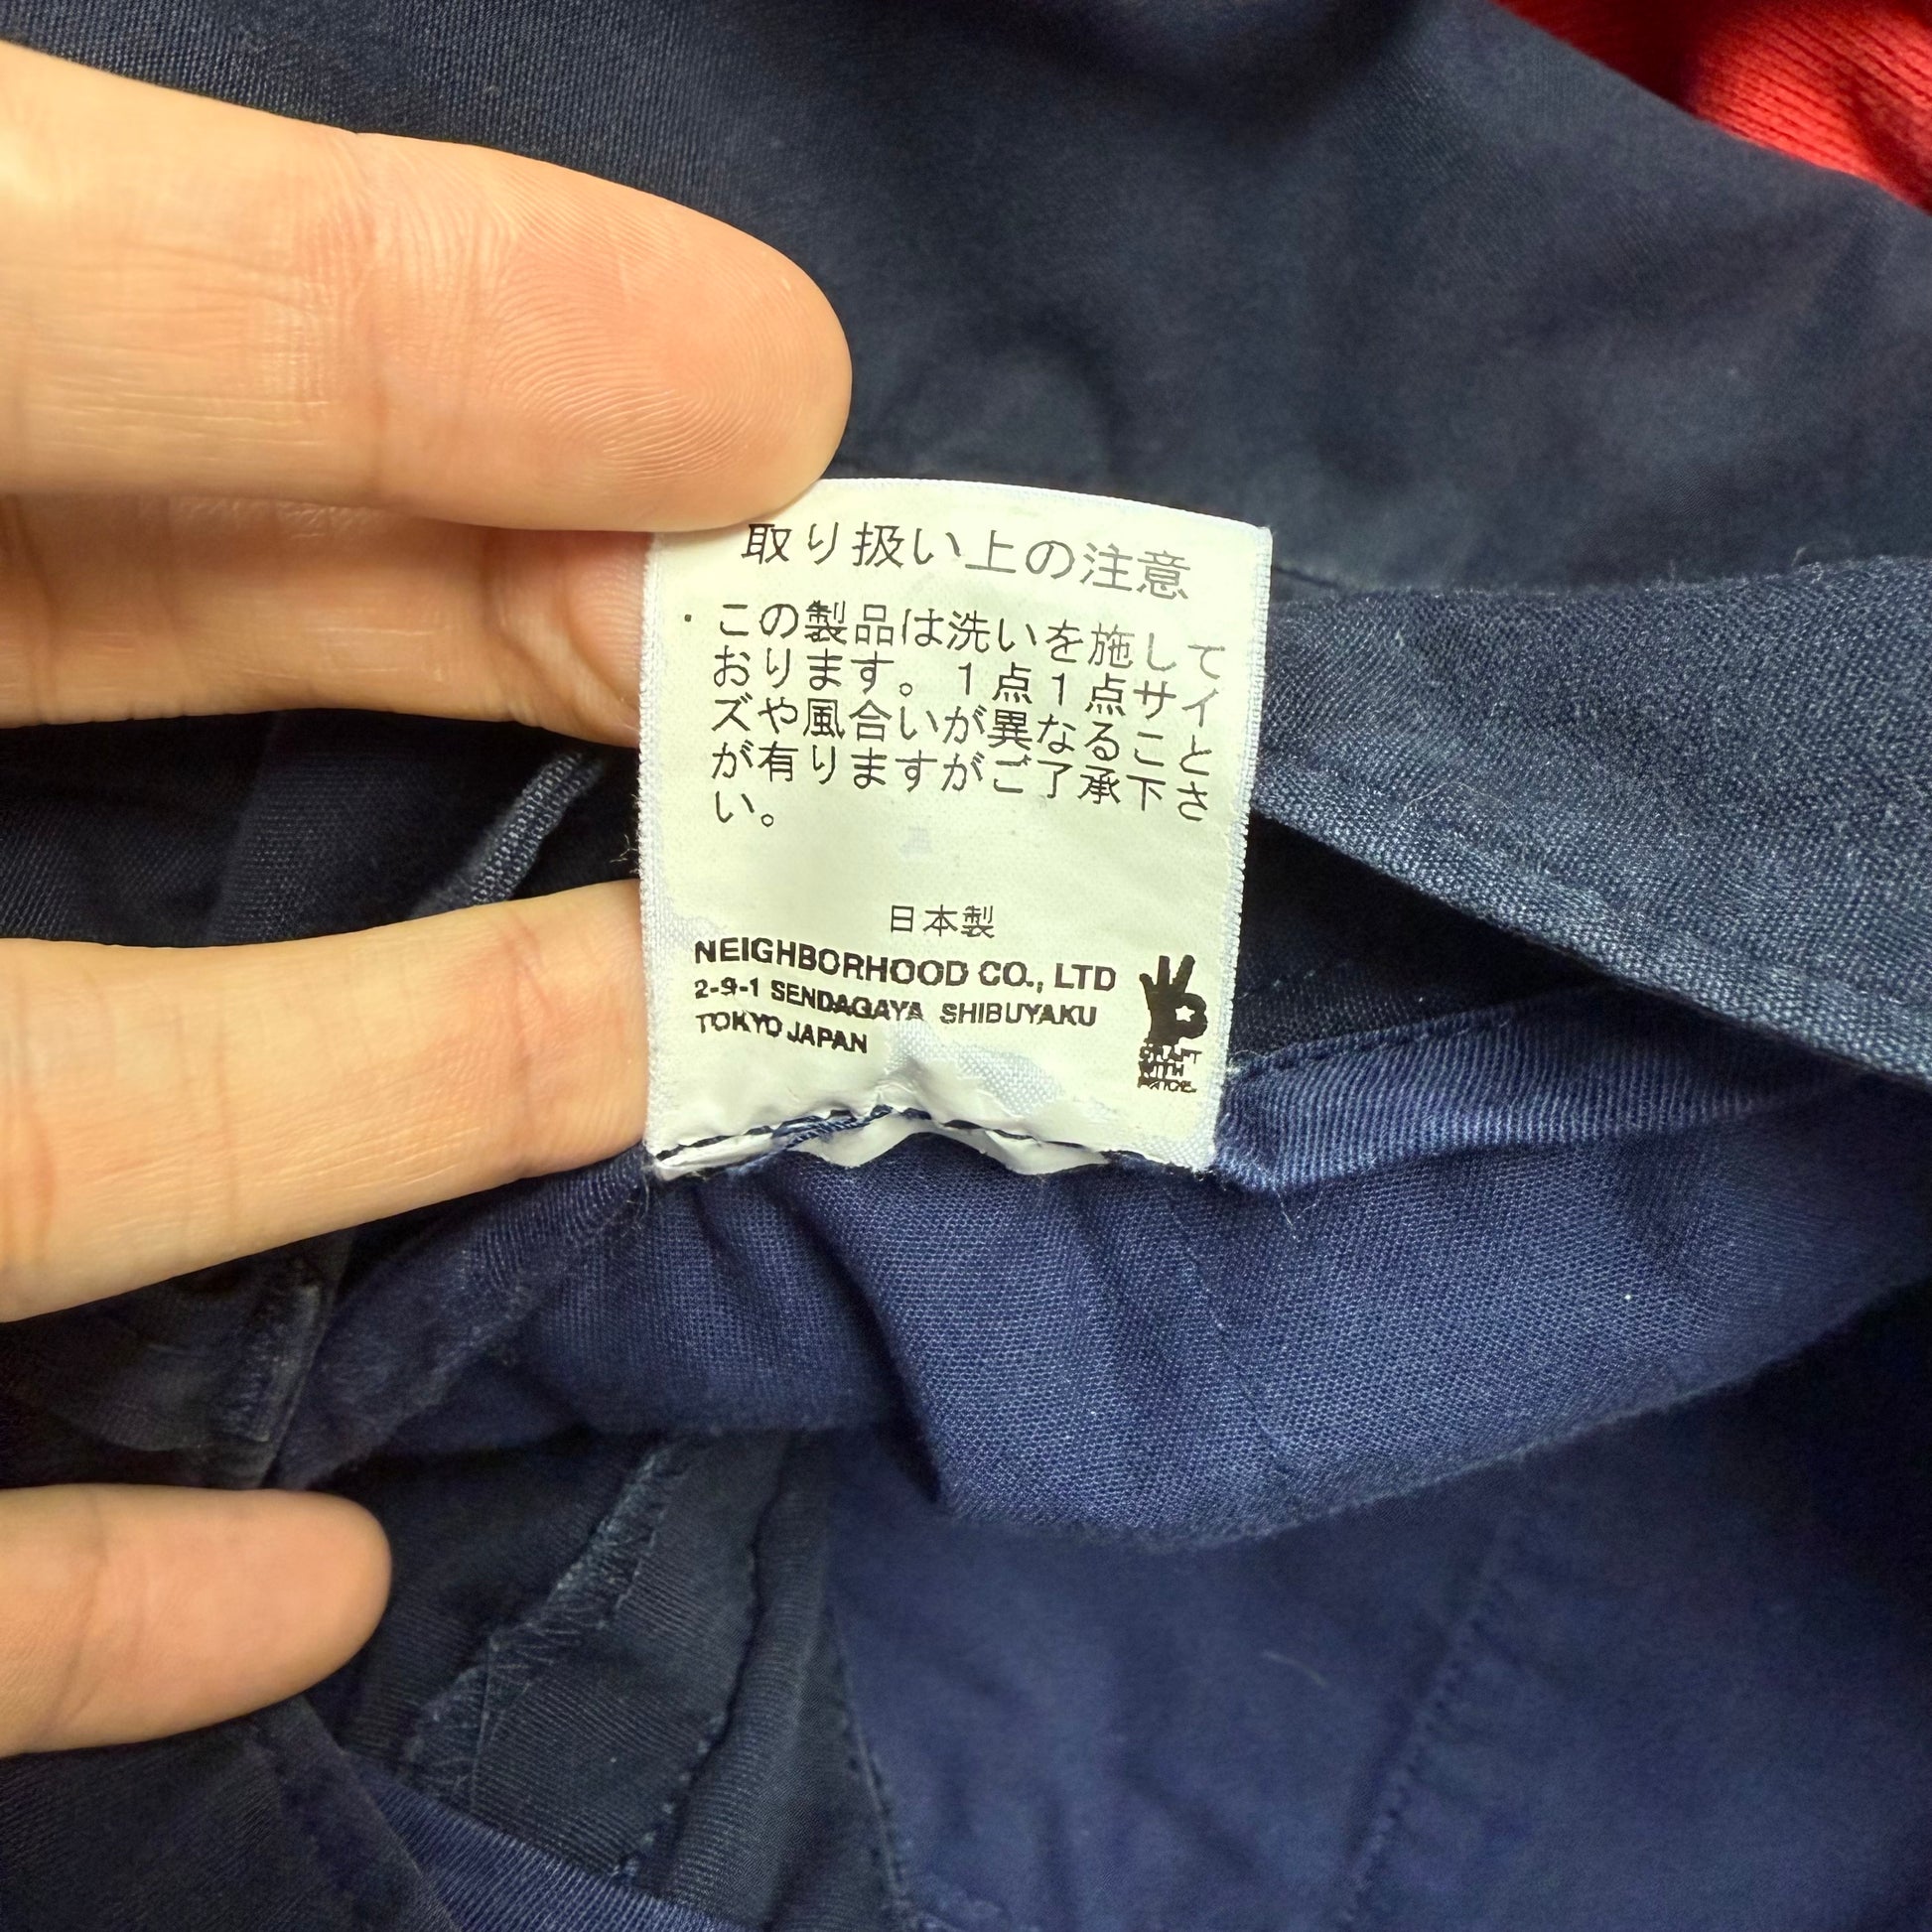 取り扱い上の注意
・この製品は洗いを施して
おります。1点1点サイ
ズや風合いが異なること
が有りますがご了承下さ
い。
日本製
NEIGHBORHOOD CO., LTD
2-9-1 SENDAGAYA SHIBUYAKU
TOKYO JAPAN
CRAFT
WITH
PRIDE.